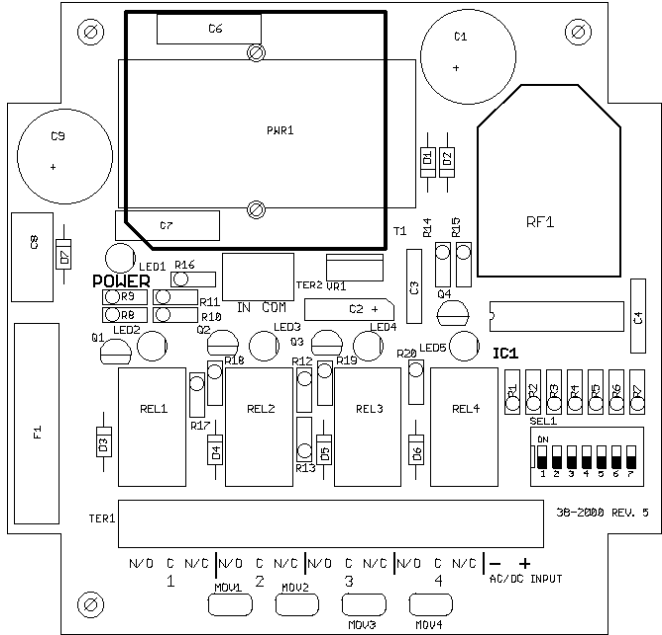 C6
C1
+
PWR1
C9
+
D1
D2
RF1
C7
T1
R14
R15
C8
D7
LED1
R16
POWER
TER2
VR1
C3
R9
R11
IN COM
Q4
C2 +
R8
R10
C4
LED2
Q2
LED3
LED4
Q1
Q3
LED5
IC1
R18
R12
R19
R20
R1
R2
R3
R4
R5
R6
R7
REL1
REL2
REL3
REL4
R17
SEL1
F1
ON
D3
D4
D5
D6
R13
1 2 3 4 5 6 7
TER1
38-2000 REV. 5
N/O C N/C N/O C N/C N/O C N/C N/O C N/C - +
1 2 3 4
AC/DC INPUT
MOV1
MOV2
MOV3
MOV4